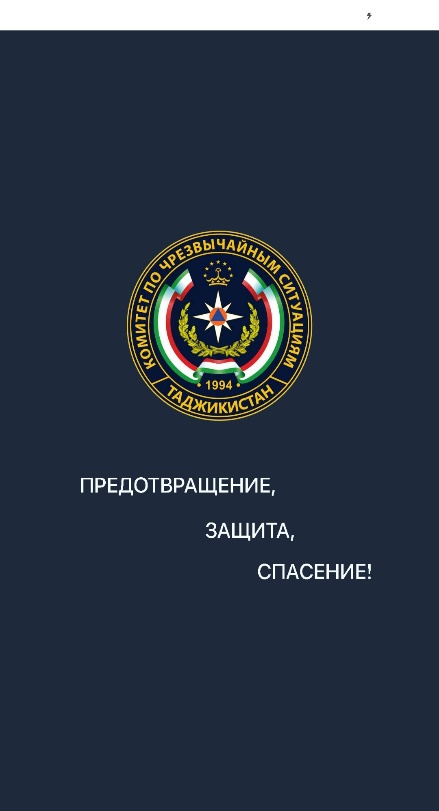 КОМИТЕТ ПО ЧРЕЗВЫЧАЙНЫМ СИТУАЦИЯМ
• 1994 •
ТАДЖИКИСТАН
ПРЕДОТВРАЩЕНИЕ,
ЗАЩИТА,
СПАСЕНИЕ!